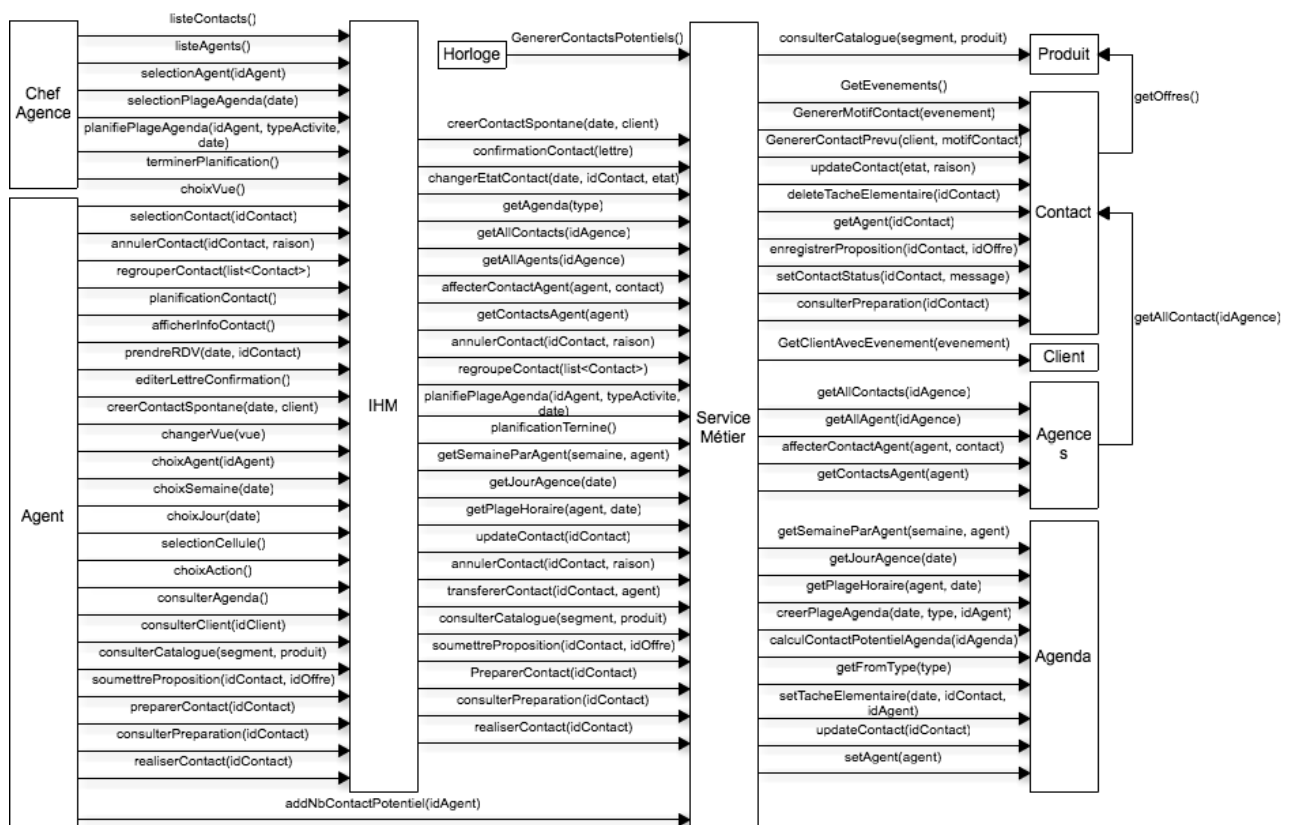 Chef
Agence
Agent
listeContacts()
listeAgents()
selectionAgent(idAgent)
selectionPlageAgenda(date)
planifiePlageAgenda(idAgent, typeActivite,
date)
terminerPlanification()
choixVue()
selectionContact(idContact)
annulerContact(idContact, raison)
regrouperContact(list<Contact>)
planificationContact()
afficherInfoContact()
prendreRDV(date, idContact)
editerLettreConfirmation()
creerContactSpontane(date, client)
changerVue(vue)
choixAgent(idAgent)
choixSemaine(date)
choixJour(date)
selectionCellule()
choixAction()
consulterAgenda()
consulterClient(idClient)
consulterCatalogue(segment, produit)
soumettreProposition(idContact, idOffre)
preparerContact(idContact)
consulterPreparation(idContact)
realiserContact(idContact)
addNbContactPotentiel(idAgent)
IHM
Horloge
GenererContactsPotentiels()
creerContactSpontane(date, client)
confirmationContact(lettre)
changerEtatContact(date, idContact, etat)
getAgenda(type)
getAllContacts(idAgence)
getAllAgents(idAgence)
affecterContactAgent(agent, contact)
getContactsAgent(agent)
annulerContact(idContact, raison)
regroupeContact(list<Contact>)
planifiePlageAgenda(idAgent, typeActivite,
date)
planificationTernine()
getSemaineParAgent(semaine, agent)
getJourAgence(date)
getPlageHoraire(agent, date)
updateContact(idContact)
annulerContact(idContact, raison)
transfererContact(idContact, agent)
consulterCatalogue(segment, produit)
soumettreProposition(idContact, idOffre)
PreparerContact(idContact)
consulterPreparation(idContact)
realiserContact(idContact)
Service
Métier
consulterCatalogue(segment, produit)
GetEvenements()
GenererMotifContact(evenement)
GenererContactPrevu(client, motifContact)
updateContact(etat, raison)
deleteTacheElementaire(idContact)
getAgent(idContact)
enregistrerProposition(idContact, idOffre)
setContactStatus(idContact, message)
consulterPreparation(idContact)
GetClientAvecEvenement(evenement)
getAllContacts(idAgence)
getAllAgent(idAgence)
affecterContactAgent(agent, contact)
getContactsAgent(agent)
getSemaineParAgent(semaine, agent)
getJourAgence(date)
getPlageHoraire(agent, date)
creerPlageAgenda(date, type, idAgent)
calculContactPotentielAgenda(idAgenda)
getFromType(type)
setTacheElementaire(date, idContact,
idAgent)
updateContact(idContact)
setAgent(agent)
Produit
Contact
Client
Agence
s
Agenda
getOffres()
getAllContact(idAgence)